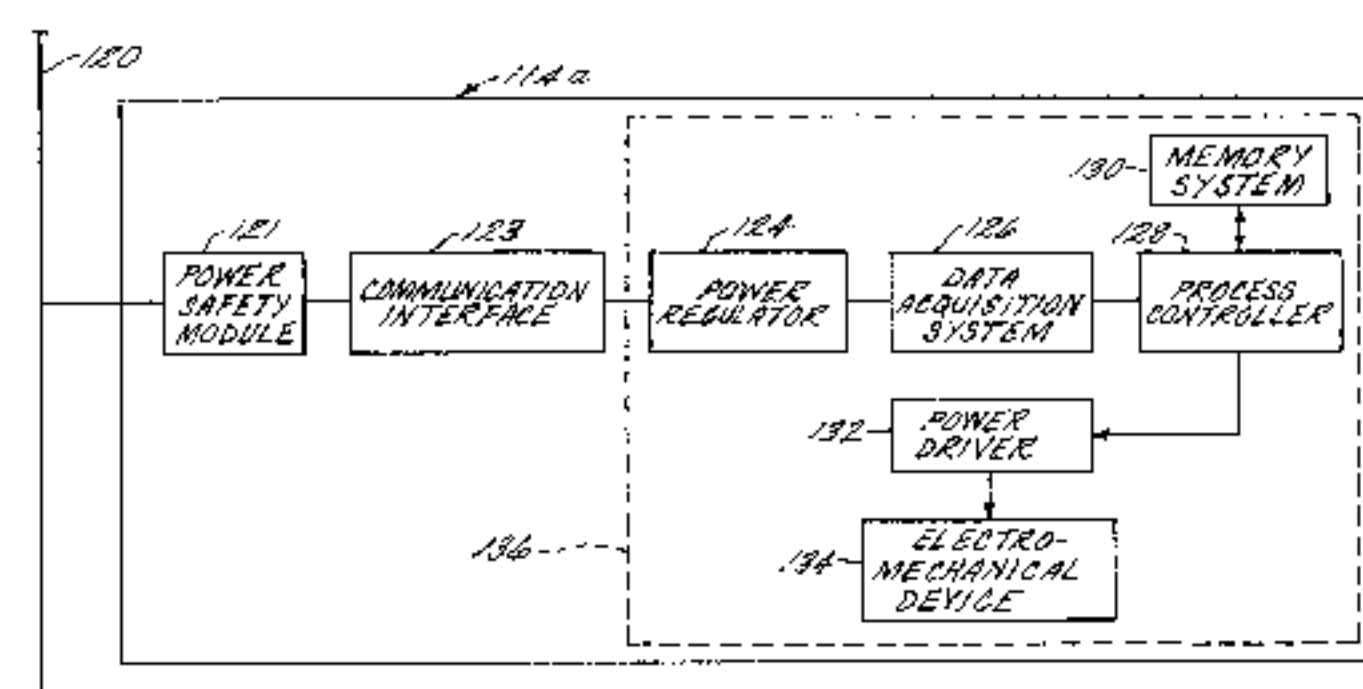 120
114a
130
MEMORY
SYSTEM
121
123
124
126
128
POWER
SAFETY
MODULE
COMMUNICATION
INTERFACE
POWER
REGULATOR
DATA
ACQUISITION
SYSTEM
PROCESS
CONTROLLER
132
POWER
DRIVER
136
134
ELECTRO-
MECHANICAL
DEVICE